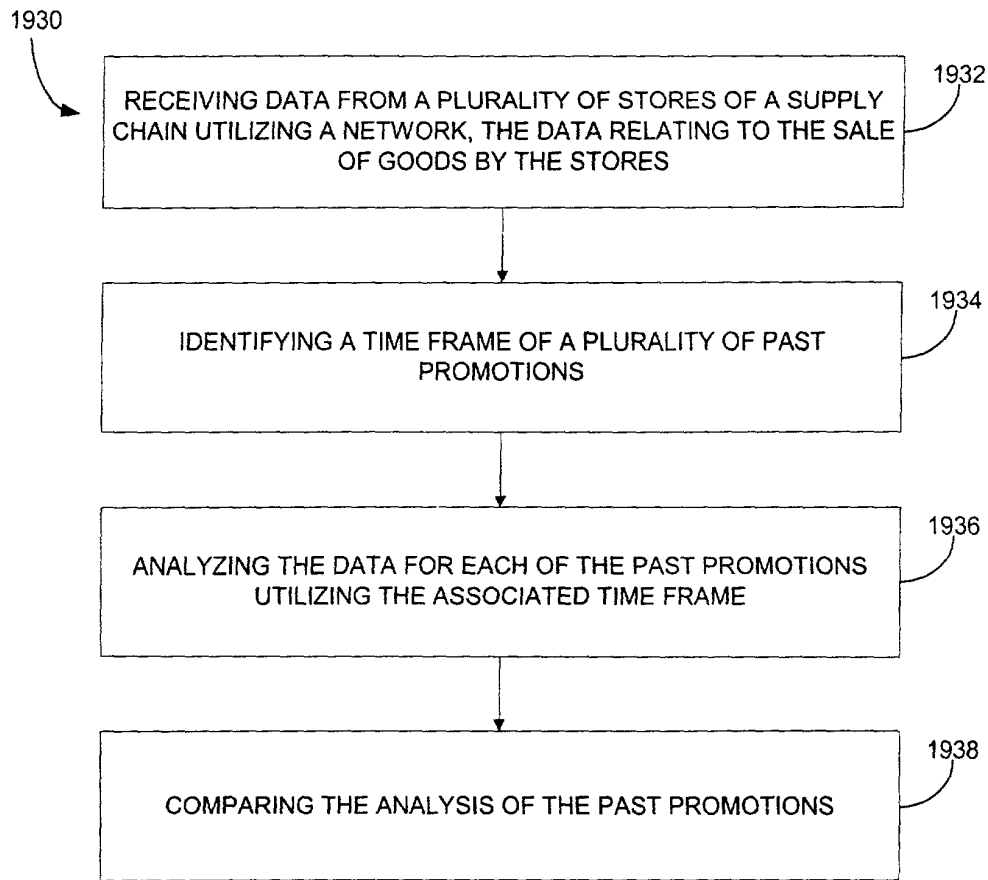 1930
1932
RECEIVING DATA FROM A PLURALITY OF STORES OF A SUPPLY
CHAIN UTILIZING A NETWORK, THE DATA RELATING TO THE SALE
OF GOODS BY THE STORES
1934
IDENTIFYING A TIME FRAME OF A PLURALITY OF PAST
PROMOTIONS
1936
ANALYZING THE DATA FOR EACH OF THE PAST PROMOTIONS
UTILIZING THE ASSOCIATED TIME FRAME
1938
COMPARING THE ANALYSIS OF THE PAST PROMOTIONS